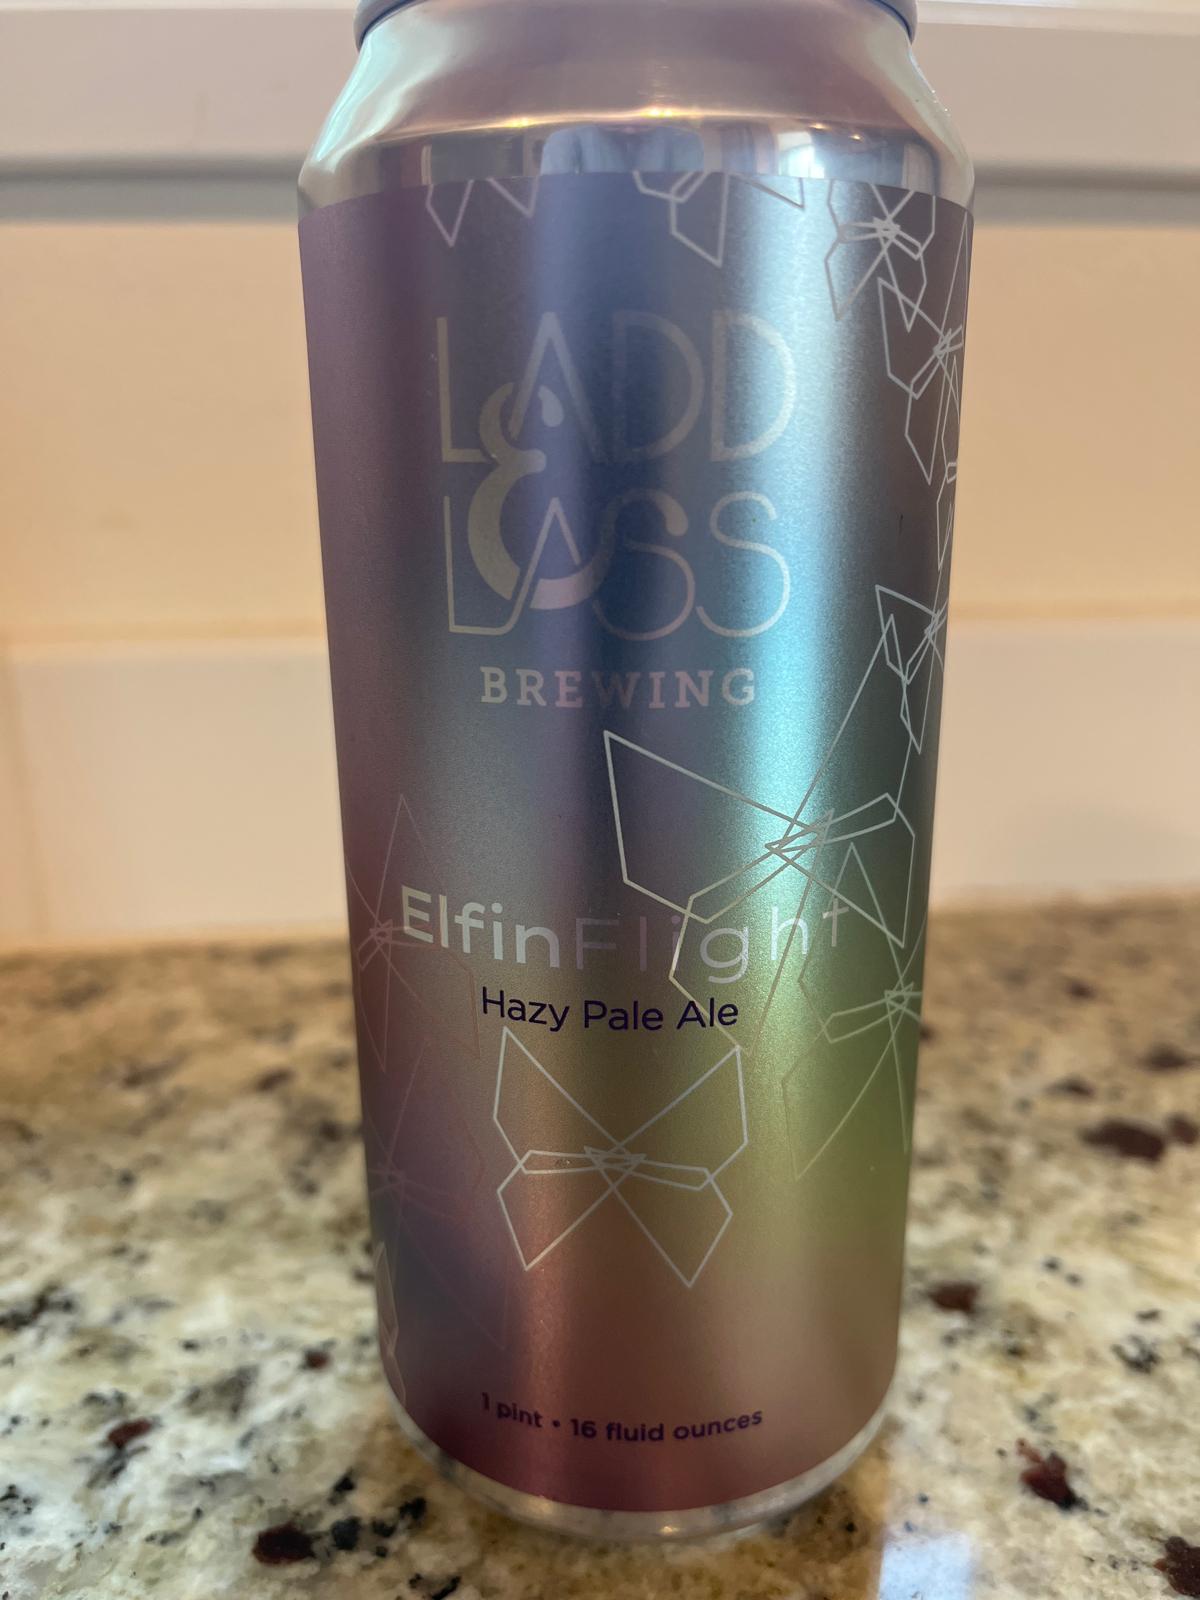 LADD
&
LASS
BREWING
ElfinFlight
Hazy Pale Ale
1 pint • 16 fluid ounces